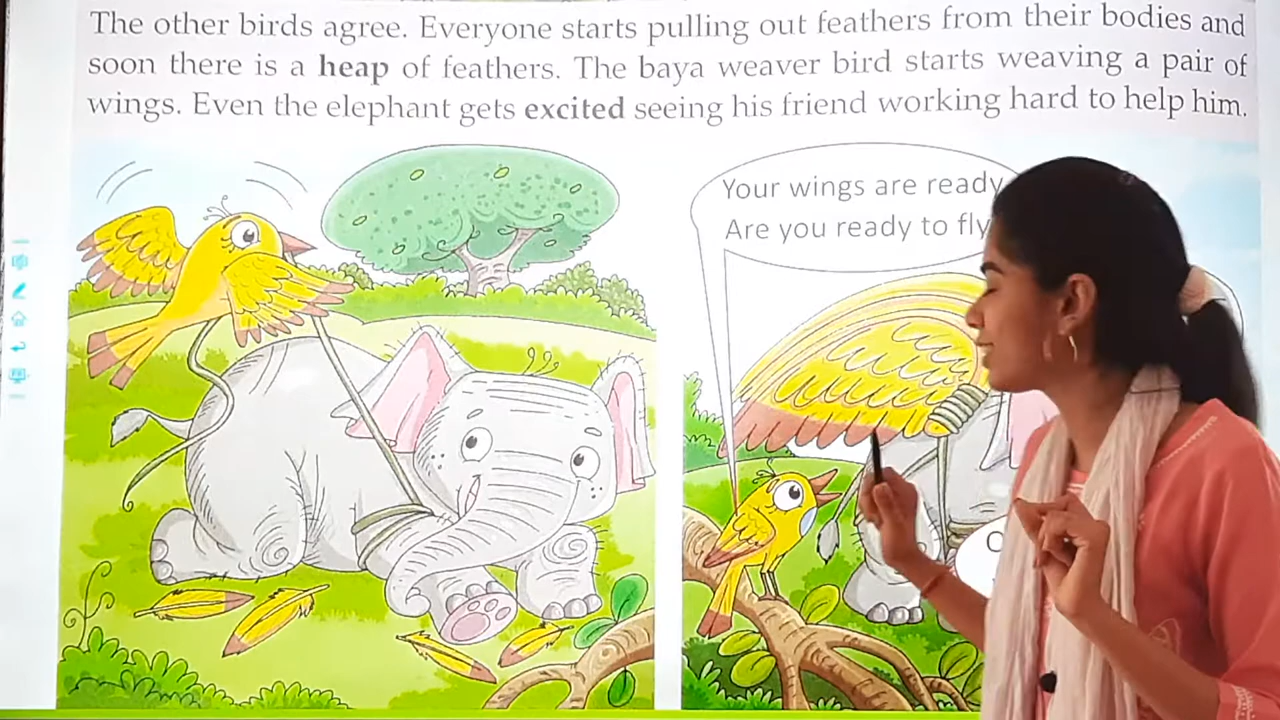 The other birds agree. Everyone starts pulling out feathers from their bodies and
soon there is a heap of feathers. The baya weaver bird starts weaving a pair of
wings. Even the elephant gets excited seeing his friend working hard to help him.
Your wings are ready
Are you ready to fly